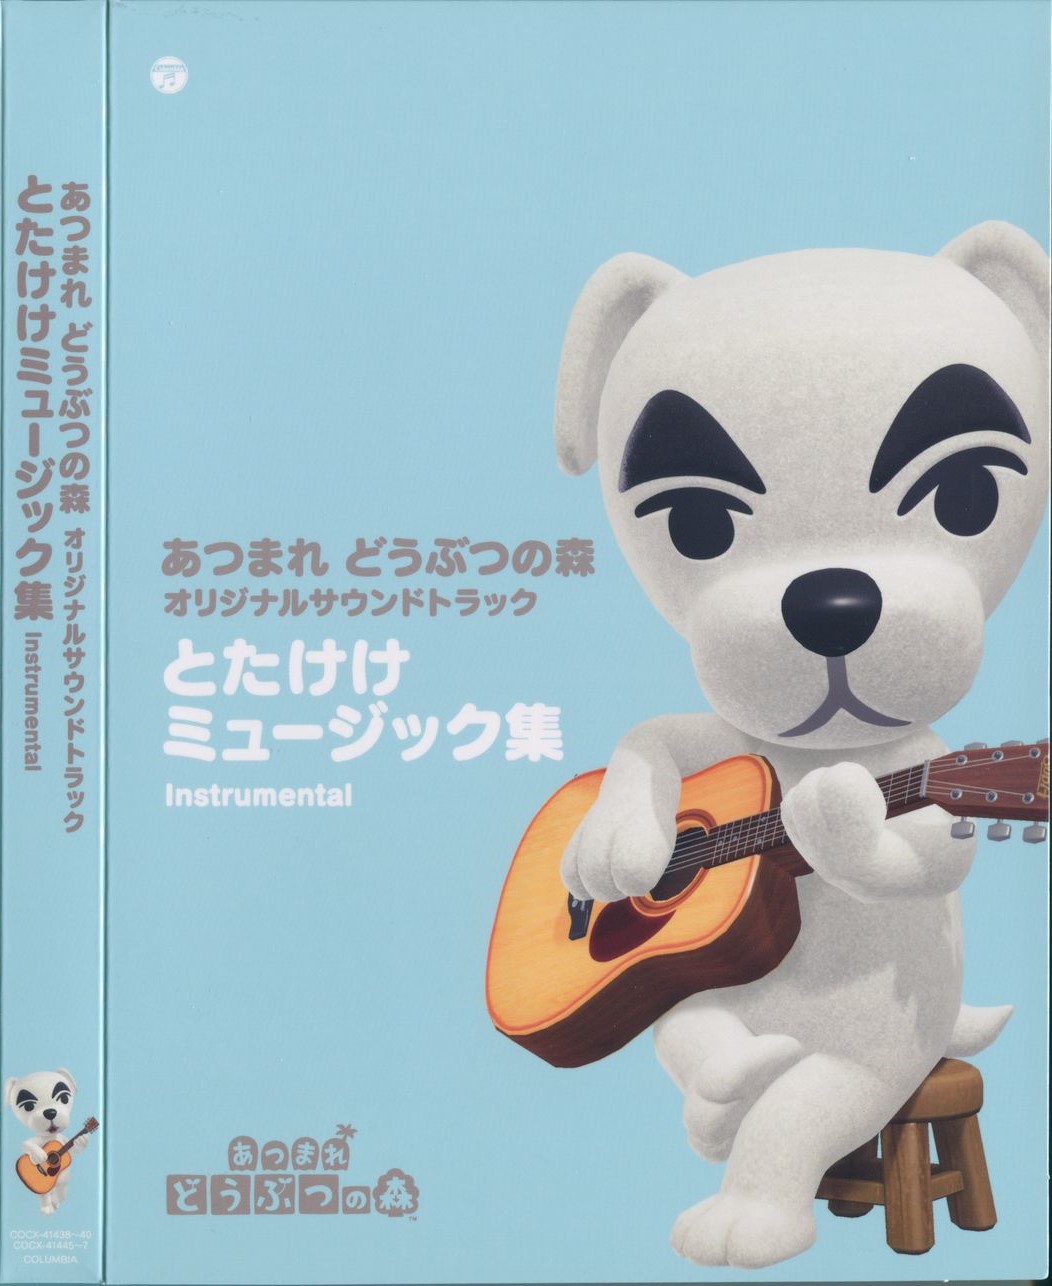 あつまれ どうぶつの森 オリジナルサウンドトラック
とたけけミュージック集 Instrumental
COCX-41438~40
COCX-41445~7
COLUMBIA
Columbia
あつまれ どうぶつの森
オリジナルサウンドトラック
とたけけ
ミュージック集
Instrumental
あつまれ
どうぶつの森
TM